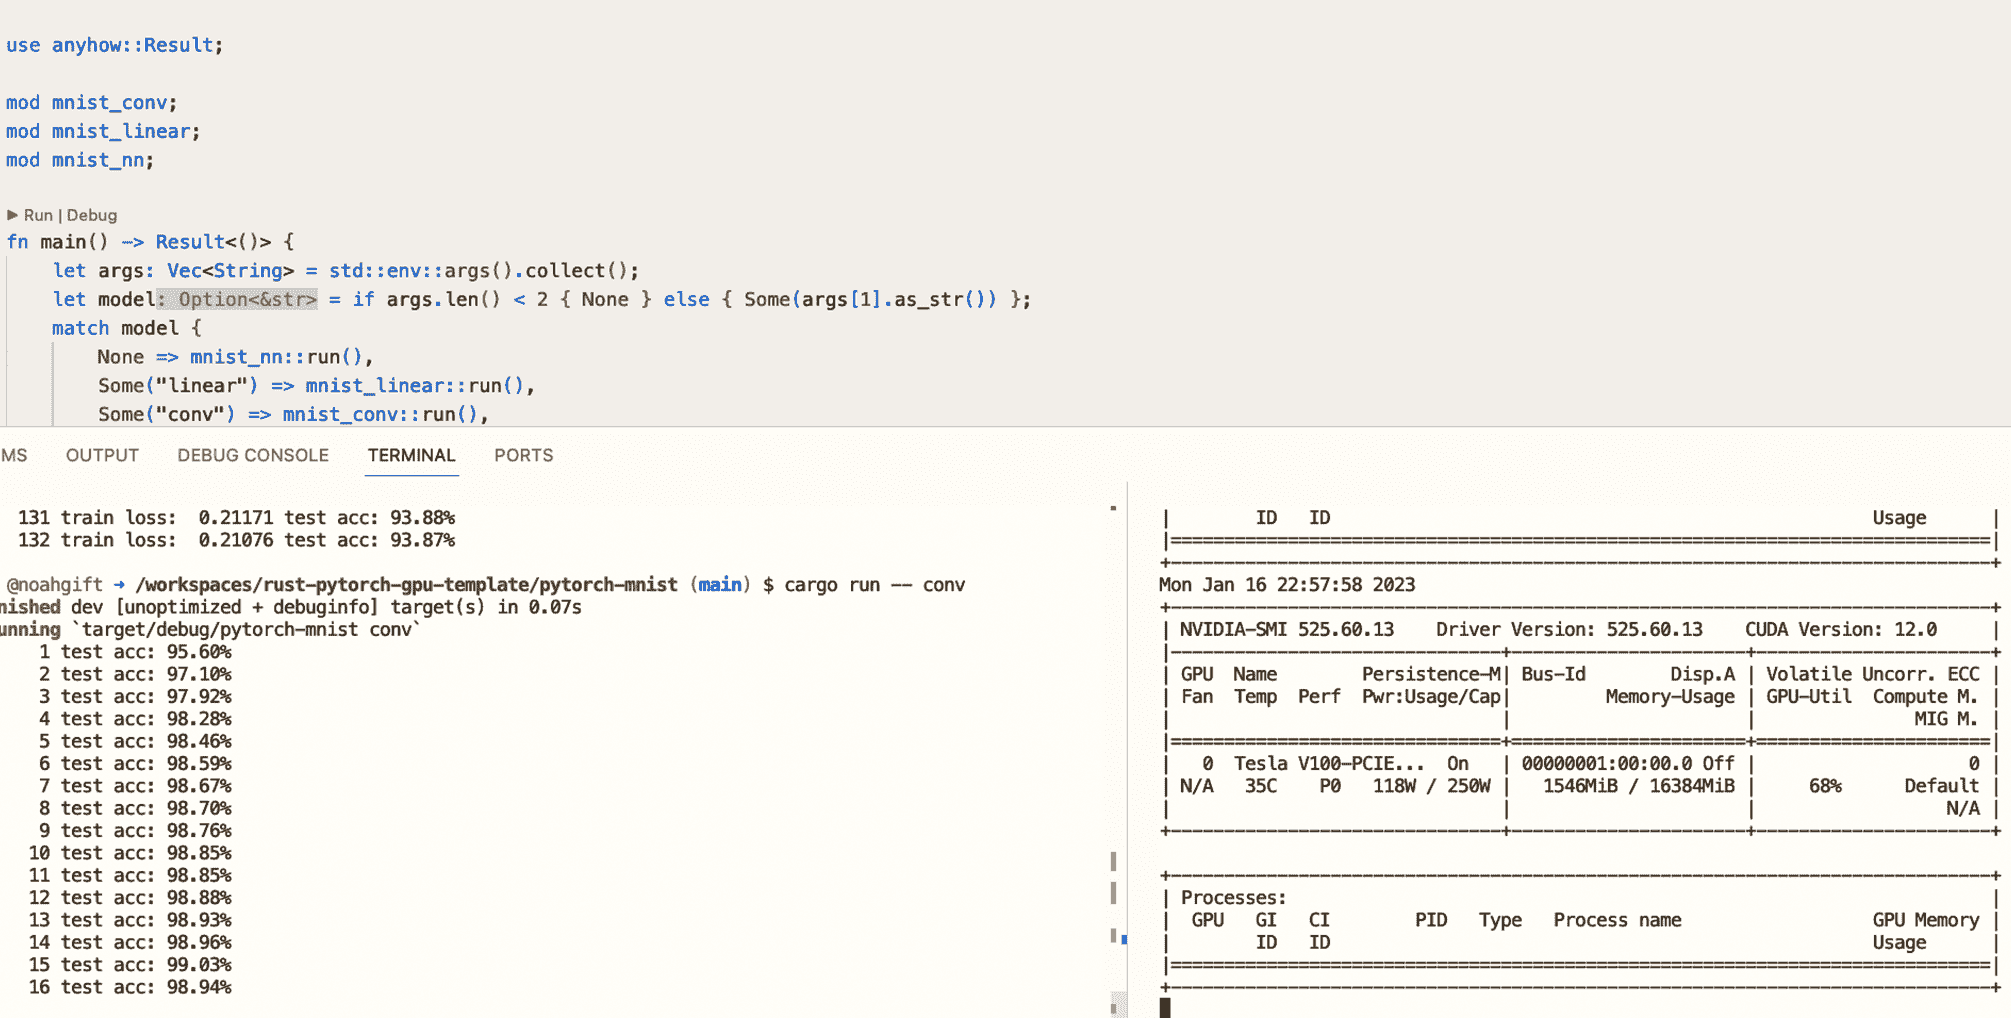 use anyhow::Result;
mod mnist_conv;
mod mnist_linear;
mod mnist_nn;
▶ Run | Debug
fn main() -> Result<()> {
    let args: Vec<String> = std::env::args().collect();
    let model: Option<&str> = if args.len() < 2 { None } else { Some(args[1].as_str()) };
    match model {
        None => mnist_nn::run(),
        Some("linear") => mnist_linear::run(),
        Some("conv") => mnist_conv::run(),
MS OUTPUT DEBUG CONSOLE TERMINAL PORTS
131 train loss:  0.21171 test acc: 93.88%
132 train loss:  0.21076 test acc: 93.87%
@noahgift → /workspaces/rust-pytorch-gpu-template/pytorch-mnist (main) $ cargo run -- conv
nished dev [unoptimized + debuginfo] target(s) in 0.07s
unning `target/debug/pytorch-mnist conv`
1 test acc: 95.60%
2 test acc: 97.10%
3 test acc: 97.92%
4 test acc: 98.28%
5 test acc: 98.46%
6 test acc: 98.59%
7 test acc: 98.67%
8 test acc: 98.70%
9 test acc: 98.76%
10 test acc: 98.85%
11 test acc: 98.85%
12 test acc: 98.88%
13 test acc: 98.93%
14 test acc: 98.96%
15 test acc: 99.03%
16 test acc: 98.94%
|        ID   ID                                                   Usage      |
|=============================================================================|
+-----------------------------------------------------------------------------+
Mon Jan 16 22:57:58 2023
+-----------------------------------------------------------------------------+
| NVIDIA-SMI 525.60.13    Driver Version: 525.60.13    CUDA Version: 12.0     |
|-------------------------------+----------------------+----------------------+
| GPU  Name        Persistence-M| Bus-Id        Disp.A | Volatile Uncorr. ECC |
| Fan  Temp  Perf  Pwr:Usage/Cap|         Memory-Usage | GPU-Util  Compute M. |
|                               |                      |               MIG M. |
|===============================+======================+======================|
|   0  Tesla V100-PCIE...  On   | 00000001:00:00.0 Off |                    0 |
| N/A   35C    P0   118W / 250W |   1546MiB / 16384MiB |     68%      Default |
|                               |                      |                  N/A |
+-------------------------------+----------------------+----------------------+
+-----------------------------------------------------------------------------+
| Processes:                                                                  |
|  GPU   GI   CI        PID   Type   Process name                  GPU Memory |
|        ID   ID                                                   Usage      |
|=============================================================================|
+-----------------------------------------------------------------------------+